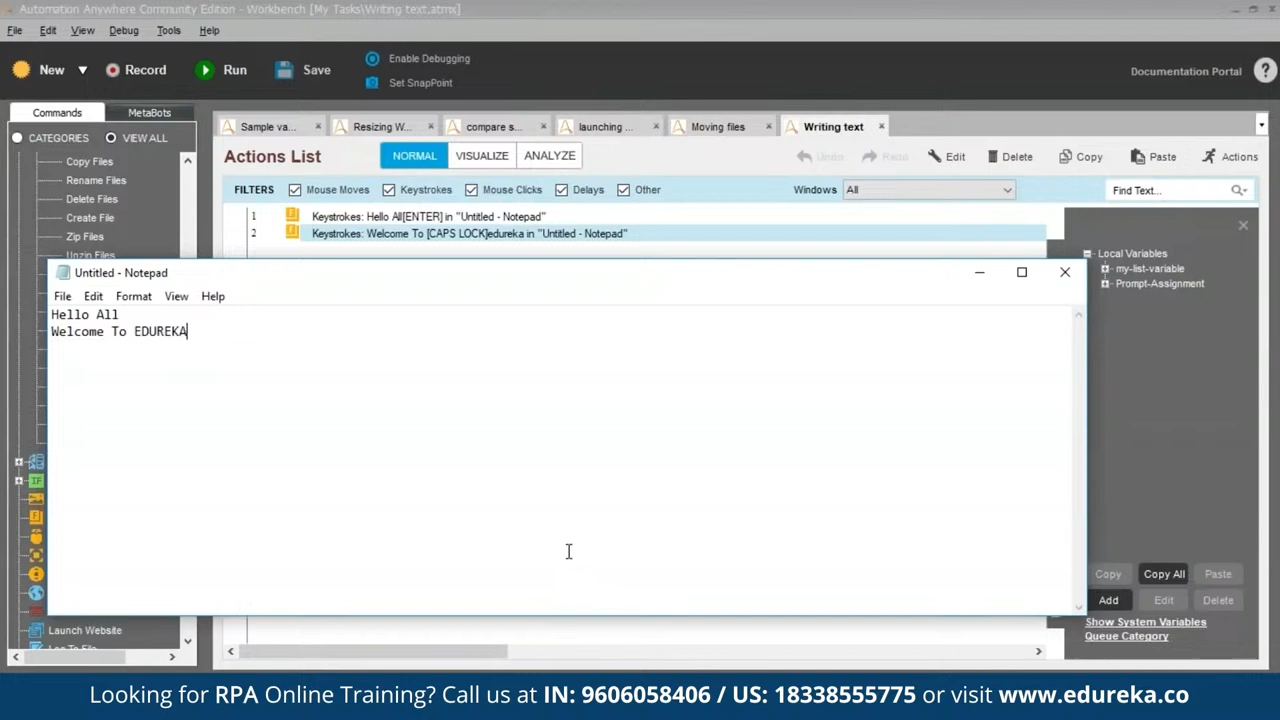 Automation Anywhere Community Edition - Workbench [My Tasks\Writing text.atmx]
File Edit View Debug Tools Help
New Record Run Save
Enable Debugging
Set SnapPoint
Documentation Portal ?
Commands MetaBots
CATEGORIES VIEW ALL
Copy Files
Rename Files
Delete Files
Create File
Zip Files
Unzip Files
Launch Website
Log To File
Sample va... Resizing W... compare s... launching ... Moving files Writing text
Actions List NORMAL VISUALIZE ANALYZE
Undo Redo Edit Delete Copy Paste Actions
FILTERS Mouse Moves Keystrokes Mouse Clicks Delays Other Windows All Find Text...
1 Keystrokes: Hello All[ENTER] in "Untitled - Notepad"
2 Keystrokes: Welcome To [CAPS LOCK]edureka in "Untitled - Notepad"
Local Variables
my-list-variable
Prompt-Assignment
Untitled - Notepad
File Edit Format View Help
Hello All
Welcome To EDUREKA
Copy Copy All Paste
Add Edit Delete
Show System Variables
Queue Category
Looking for RPA Online Training? Call us at IN: 9606058406 / US: 18338555775 or visit www.edureka.co